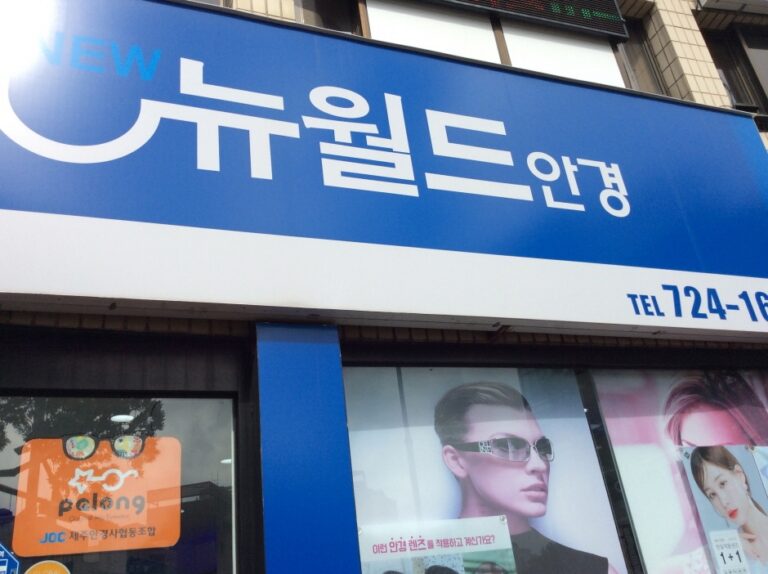 NEW
뉴월드안경
TEL 724-16
pelong
JOC 제주안경사협동조합
이런 안경 렌즈를 착용하고 계신가요?
1+1